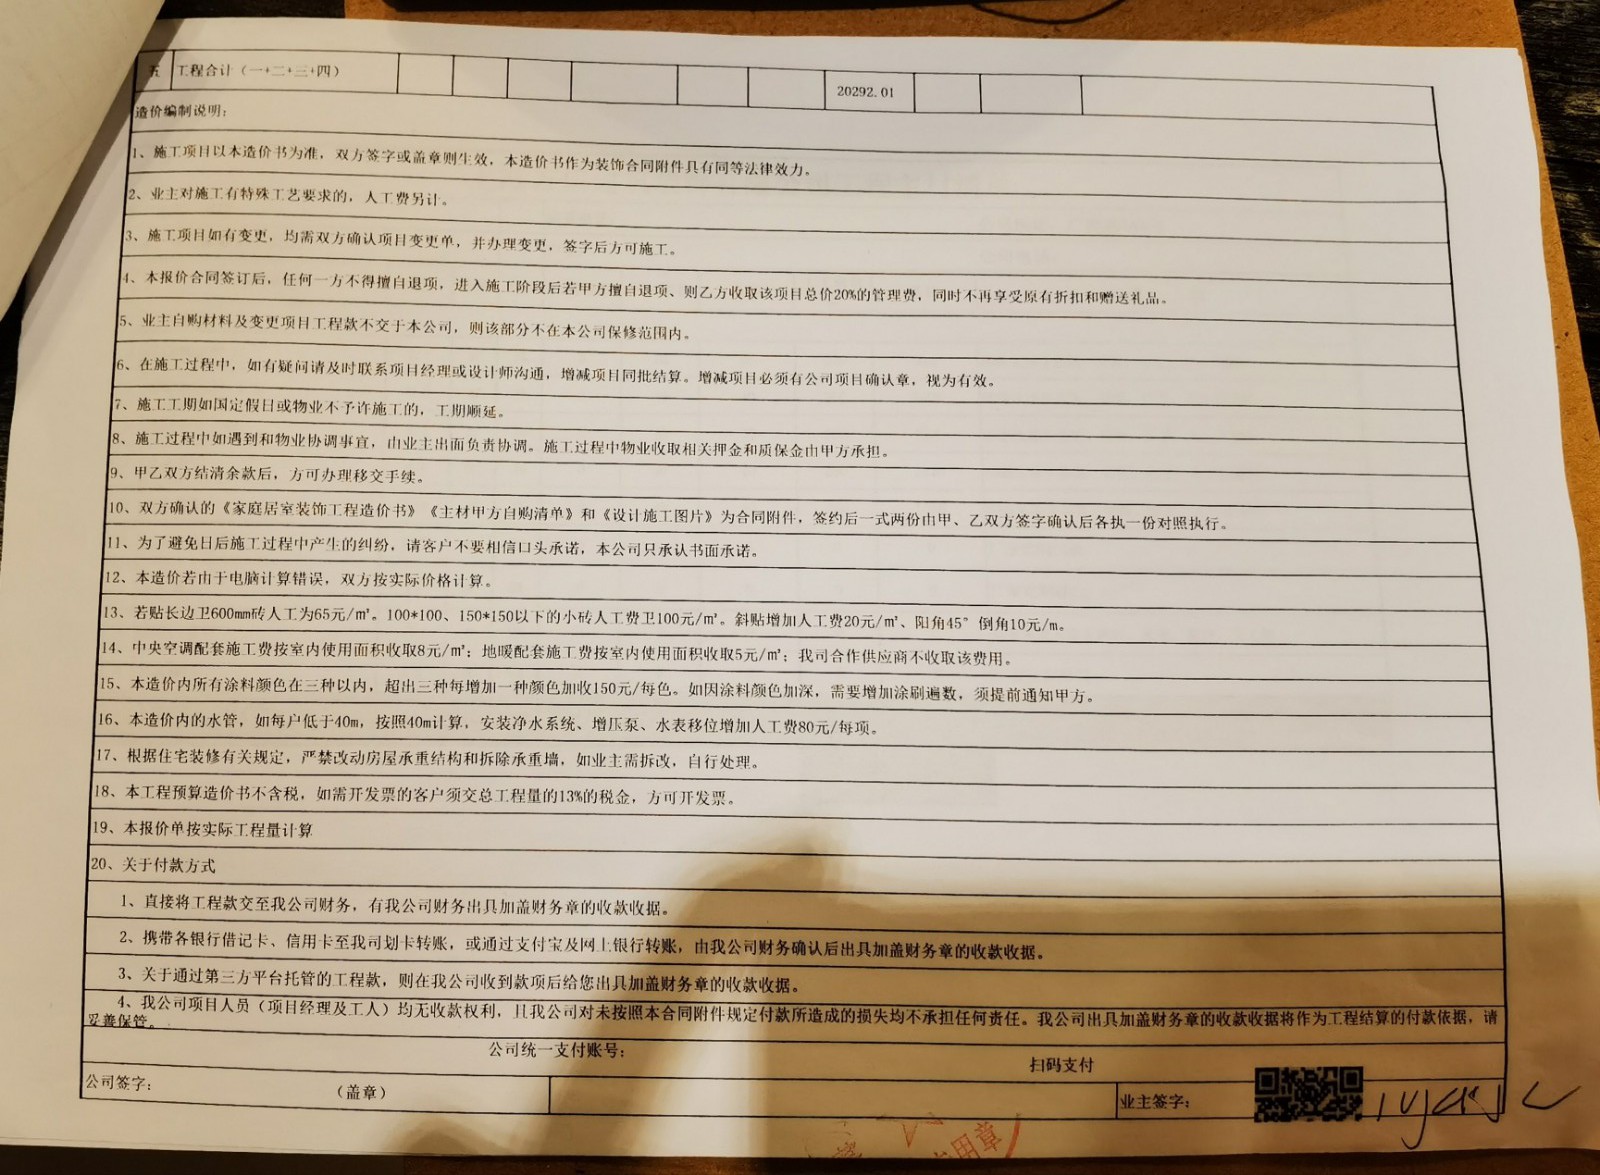 五 工程合计（一+二+三+四） 20292.01
造价编制说明：
1、施工项目以本造价书为准，双方签字或盖章则生效，本造价书作为装饰合同附件具有同等法律效力。
2、业主对施工有特殊工艺要求的，人工费另计。
3、施工项目如有变更，均需双方确认项目变更单，并办理变更，签字后方可施工。
4、本报价合同签订后，任何一方不得擅自退项，进入施工阶段后若甲方擅自退项、则乙方收取该项目总价20%的管理费，同时不再享受原有折扣和赠送礼品。
5、业主自购材料及变更项目工程款不交于本公司，则该部分不在本公司保修范围内。
6、在施工过程中，如有疑问请及时联系项目经理或设计师沟通，增减项目同批结算。增减项目必须有公司项目确认章，视为有效。
7、施工工期如国定假日或物业不予许施工的，工期顺延。
8、施工过程中如遇到和物业协调事宜，由业主出面负责协调。施工过程中物业收取相关押金和质保金由甲方承担。
9、甲乙双方结清余款后，方可办理移交手续。
10、双方确认的《家庭居室装饰工程造价书》《主材甲方自购清单》和《设计施工图片》为合同附件，签约后一式两份由甲、乙双方签字确认后各执一份对照执行。
11、为了避免日后施工过程中产生的纠纷，请客户不要相信口头承诺，本公司只承认书面承诺。
12、本造价若由于电脑计算错误，双方按实际价格计算。
13、若贴长边卫600mm砖人工为65元/㎡。100*100、150*150以下的小砖人工费卫100元/㎡。斜贴增加人工费20元/㎡、阳角45°倒角10元/m。
14、中央空调配套施工费按室内使用面积收取8元/㎡；地暖配套施工费按室内使用面积收取5元/㎡；我司合作供应商不收取该费用。
15、本造价内所有涂料颜色在三种以内，超出三种每增加一种颜色加收150元/每色。如因涂料颜色加深，需要增加涂刷遍数，须提前通知甲方。
16、本造价内的水管，如每户低于40m，按照40m计算，安装净水系统、增压泵、水表移位增加人工费80元/每项。
17、根据住宅装修有关规定，严禁改动房屋承重结构和拆除承重墙，如业主需拆改，自行处理。
18、本工程预算造价书不含税，如需开发票的客户须交总工程量的13%的税金，方可开发票。
19、本报价单按实际工程量计算
20、关于付款方式
1、直接将工程款交至我公司财务，有我公司财务出具加盖财务章的收款收据。
2、携带各银行借记卡、信用卡至我司划卡转账，或通过支付宝及网上银行转账，由我公司财务确认后出具加盖财务章的收款收据。
3、关于通过第三方平台托管的工程款，则在我公司收到款项后给您出具加盖财务章的收款收据。
4、我公司项目人员（项目经理及工人）均无收款权利，且我公司对未按照本合同附件规定付款所造成的损失均不承担任何责任。我公司出具加盖财务章的收款收据将作为工程结算的付款依据，请
妥善保管。
公司统一支付账号： 扫码支付
公司签字： （盖章） 业主签字：
用章